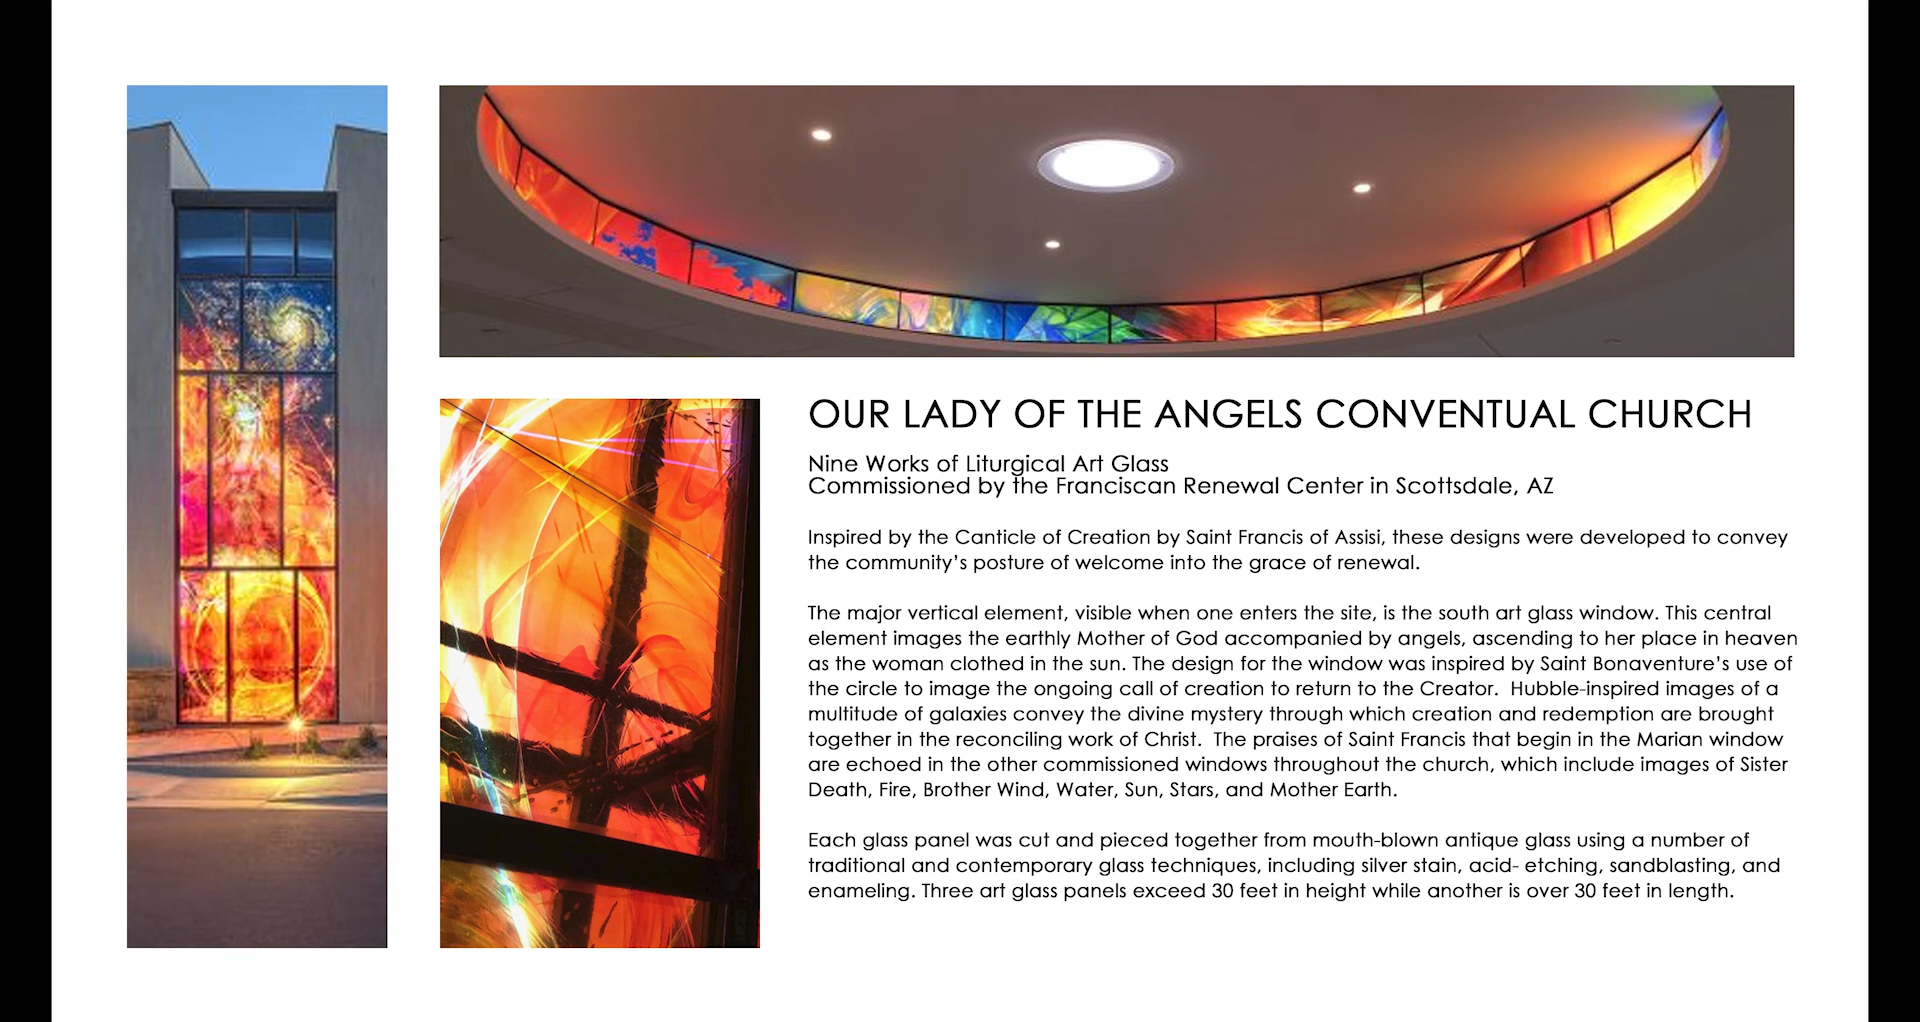 OUR LADY OF THE ANGELS CONVENTUAL CHURCH
Nine Works of Liturgical Art Glass
Commissioned by the Franciscan Renewal Center in Scottsdale, AZ
Inspired by the Canticle of Creation by Saint Francis of Assisi, these designs were developed to convey
the community’s posture of welcome into the grace of renewal.
The major vertical element, visible when one enters the site, is the south art glass window. This central
element images the earthly Mother of God accompanied by angels, ascending to her place in heaven
as the woman clothed in the sun. The design for the window was inspired by Saint Bonaventure’s use of
the circle to image the ongoing call of creation to return to the Creator.  Hubble-inspired images of a
multitude of galaxies convey the divine mystery through which creation and redemption are brought
together in the reconciling work of Christ.  The praises of Saint Francis that begin in the Marian window
are echoed in the other commissioned windows throughout the church, which include images of Sister
Death, Fire, Brother Wind, Water, Sun, Stars, and Mother Earth.
Each glass panel was cut and pieced together from mouth-blown antique glass using a number of
traditional and contemporary glass techniques, including silver stain, acid- etching, sandblasting, and
enameling. Three art glass panels exceed 30 feet in height while another is over 30 feet in length.